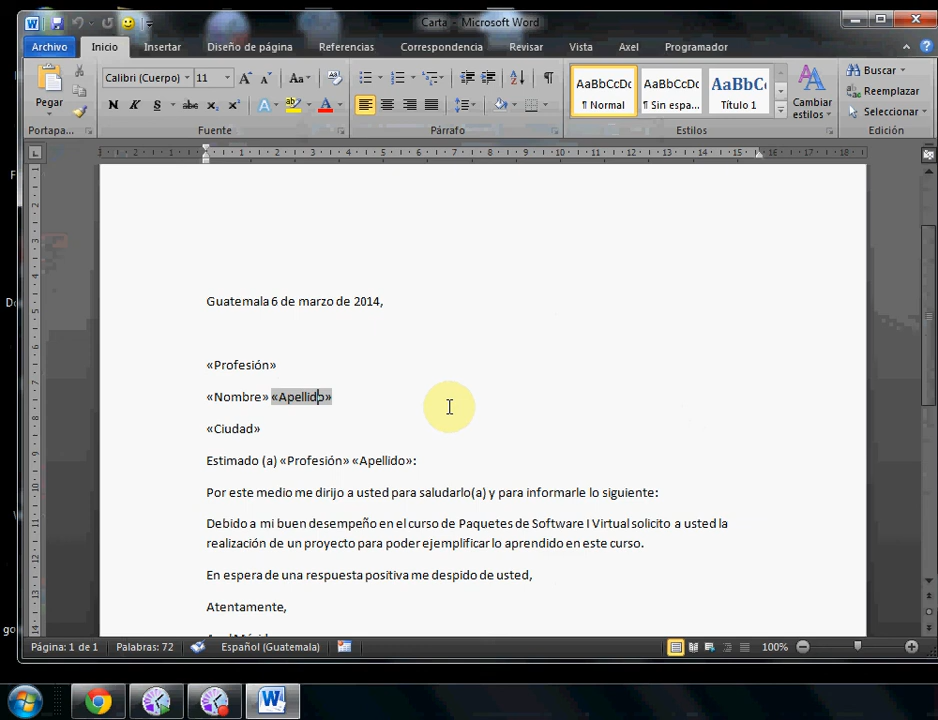 Carta - Microsoft Word
Archivo Inicio Insertar Diseño de página Referencias Correspondencia Revisar Vista Axel Programador
Pegar
Calibri (Cuerpo) 11
N K S abc x₂ x²
AaBbCcDc AaBbCcDc AaBbC
¶ Normal ¶ Sin espa... Título 1
Cambiar estilos
Buscar
Reemplazar
Seleccionar
Portapa... Fuente Párrafo Estilos Edición
Guatemala 6 de marzo de 2014,
«Profesión»
«Nombre» «Apellido»
«Ciudad»
Estimado (a) «Profesión» «Apellido»:
Por este medio me dirijo a usted para saludarlo(a) y para informarle lo siguiente:
Debido a mi buen desempeño en el curso de Paquetes de Software I Virtual solicito a usted la
realización de un proyecto para poder ejemplificar lo aprendido en este curso.
En espera de una respuesta positiva me despido de usted,
Atentamente,
Página: 1 de 1 Palabras: 72 Español (Guatemala) 100%